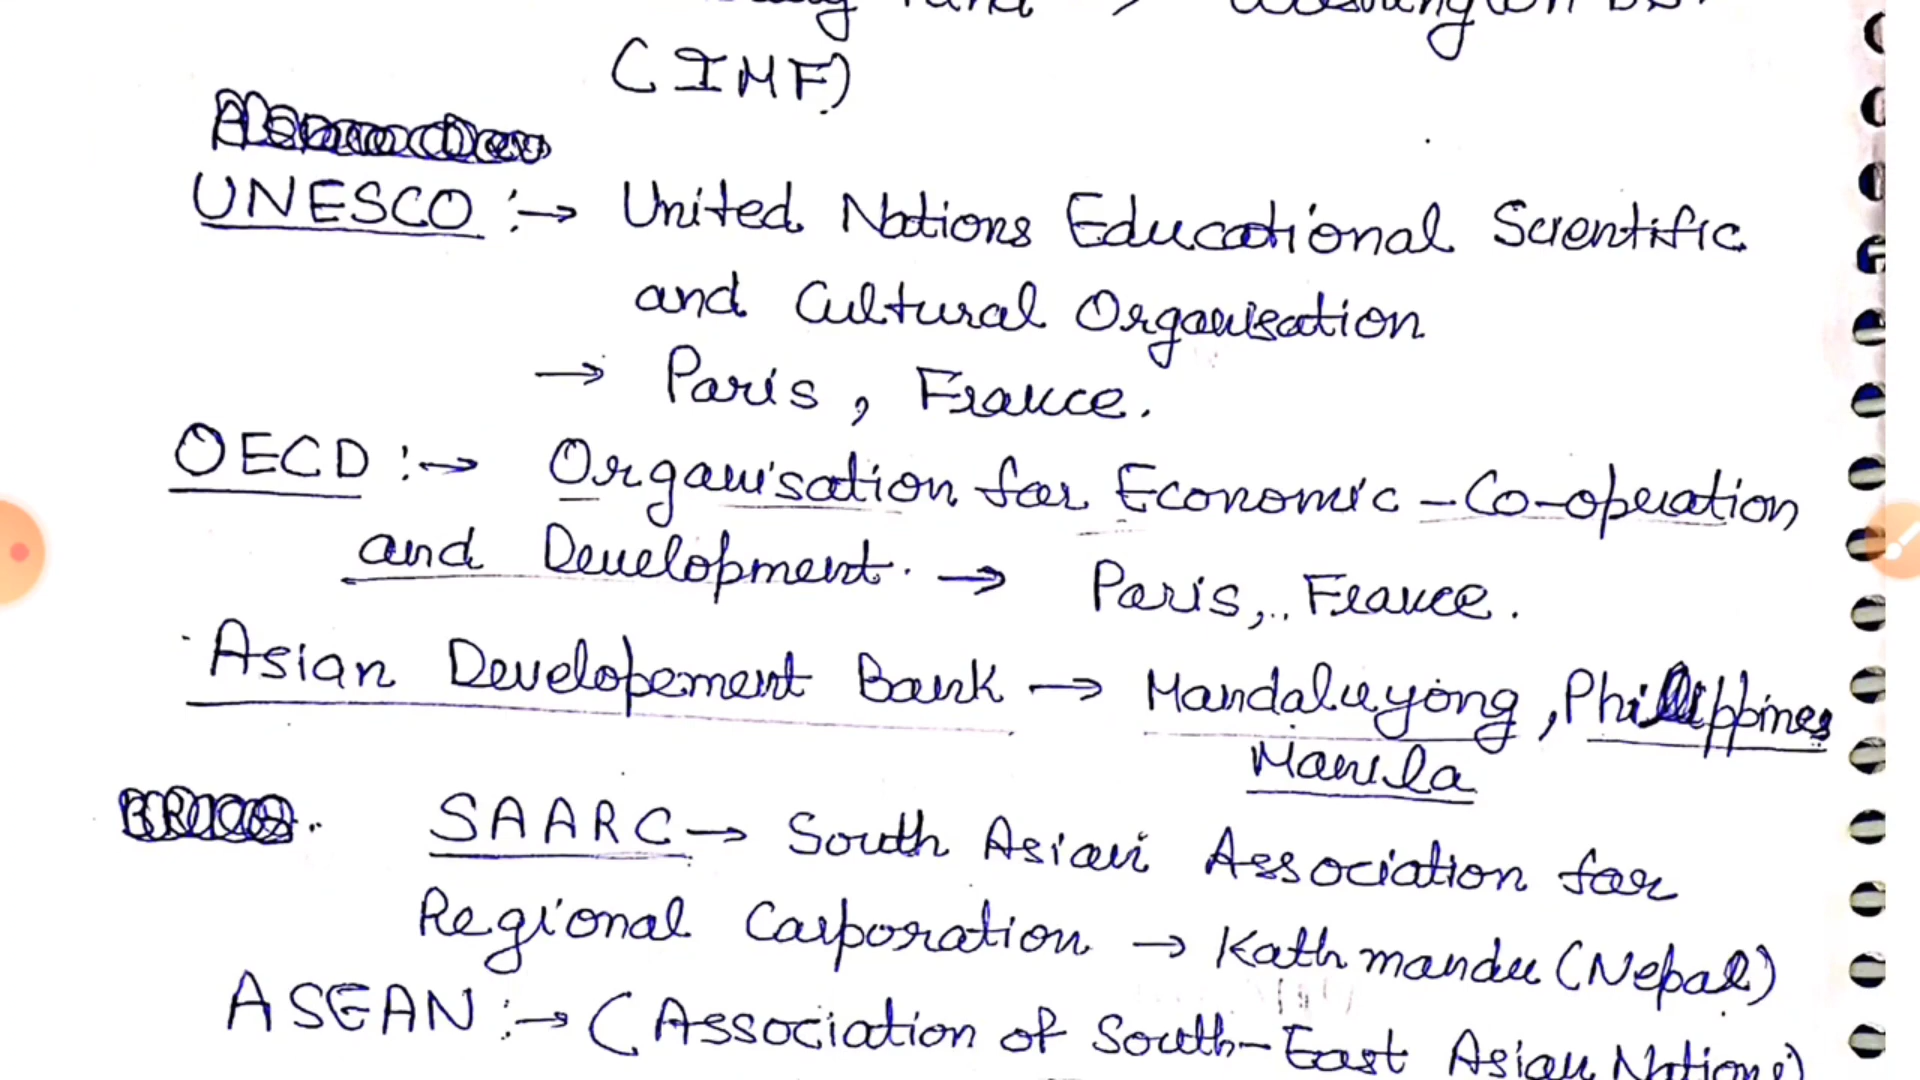 (IMF)
UNESCO :→ United Nations Educational Scientific
and Cultural Organisation
→ Paris, France.
OECD :→ Organisation for Economic-Co-operation
and Development. → Paris, France.
Asian Developement Bank → Mandaluyong, Philippines
Manila
SAARC → South Asian Association for
Regional Corporation → Kathmandu (Nepal)
ASEAN :→ (Association of South-East Asian Nations)